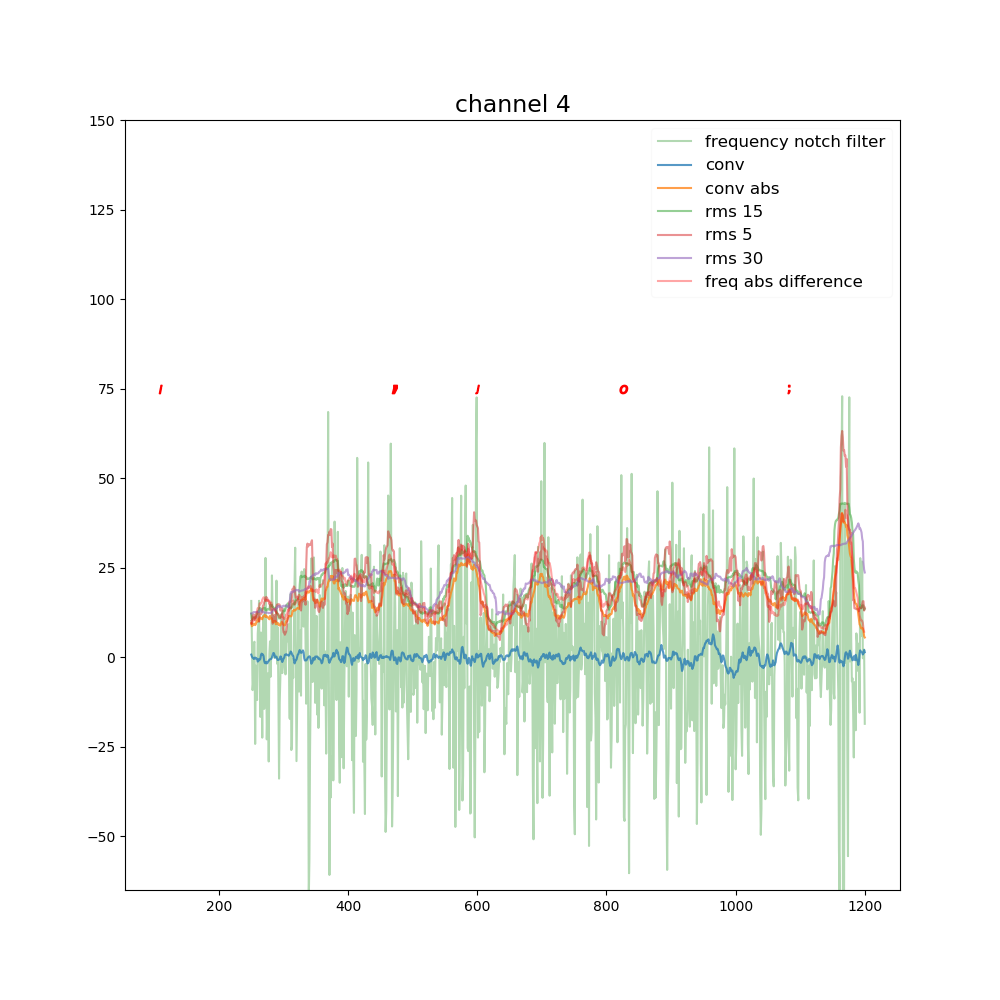 channel 4
150
125
100
75
50
25
0
−25
−50
frequency notch filter
conv
conv abs
rms 15
rms 5
rms 30
freq abs difference
, o ;
200 400 600 800 1000 1200